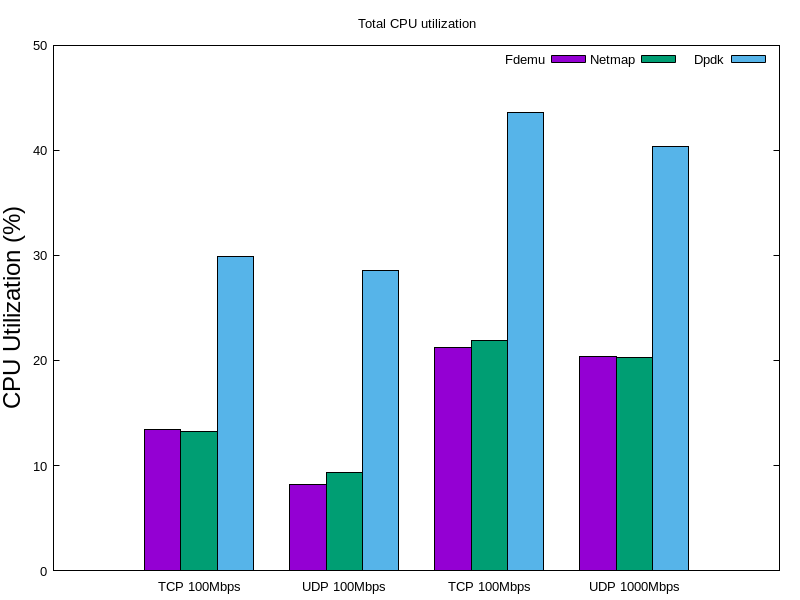 Total CPU utilization
50
40
30
20
10
0
CPU Utilization (%)
Fdemu Netmap Dpdk
TCP 100Mbps UDP 100Mbps TCP 100Mbps UDP 1000Mbps